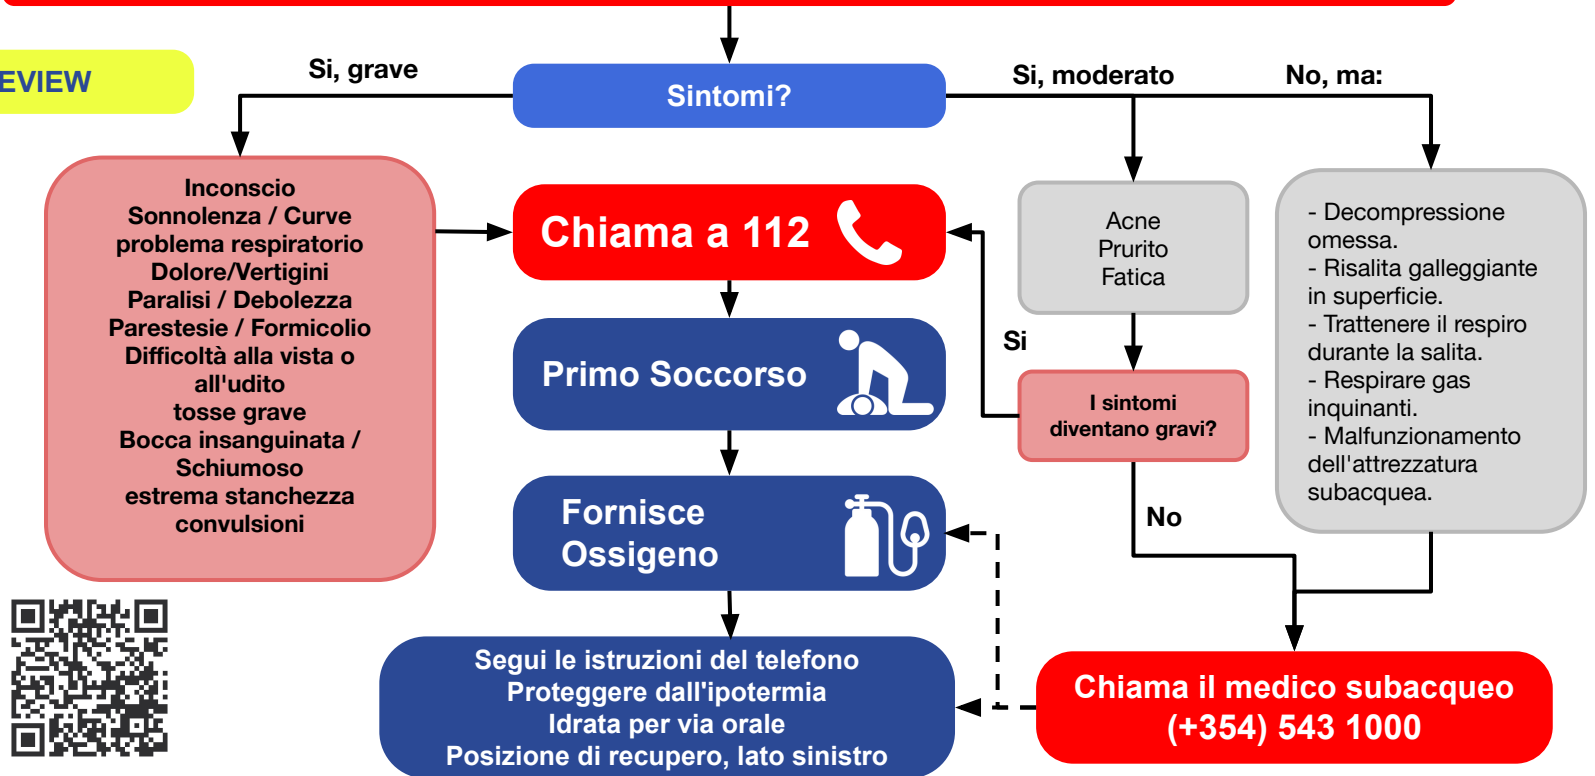 EVIEW
Si, grave
Sintomi?
Si, moderato
No, ma:
Inconscio
Sonnolenza / Curve
problema respiratorio
Dolore/Vertigini
Paralisi / Debolezza
Parestesie / Formicolio
Difficoltà alla vista o
all'udito
tosse grave
Bocca insanguinata /
Schiumoso
estrema stanchezza
convulsioni
Chiama a 112
Primo Soccorso
Fornisce
Ossigeno
Segui le istruzioni del telefono
Proteggere dall'ipotermia
Idrata per via orale
Posizione di recupero, lato sinistro
Acne
Prurito
Fatica
Si
I sintomi
diventano gravi?
No
- Decompressione
omessa.
- Risalita galleggiante
in superficie.
- Trattenere il respiro
durante la salita.
- Respirare gas
inquinanti.
- Malfunzionamento
dell'attrezzatura
subacquea.
Chiama il medico subacqueo
(+354) 543 1000